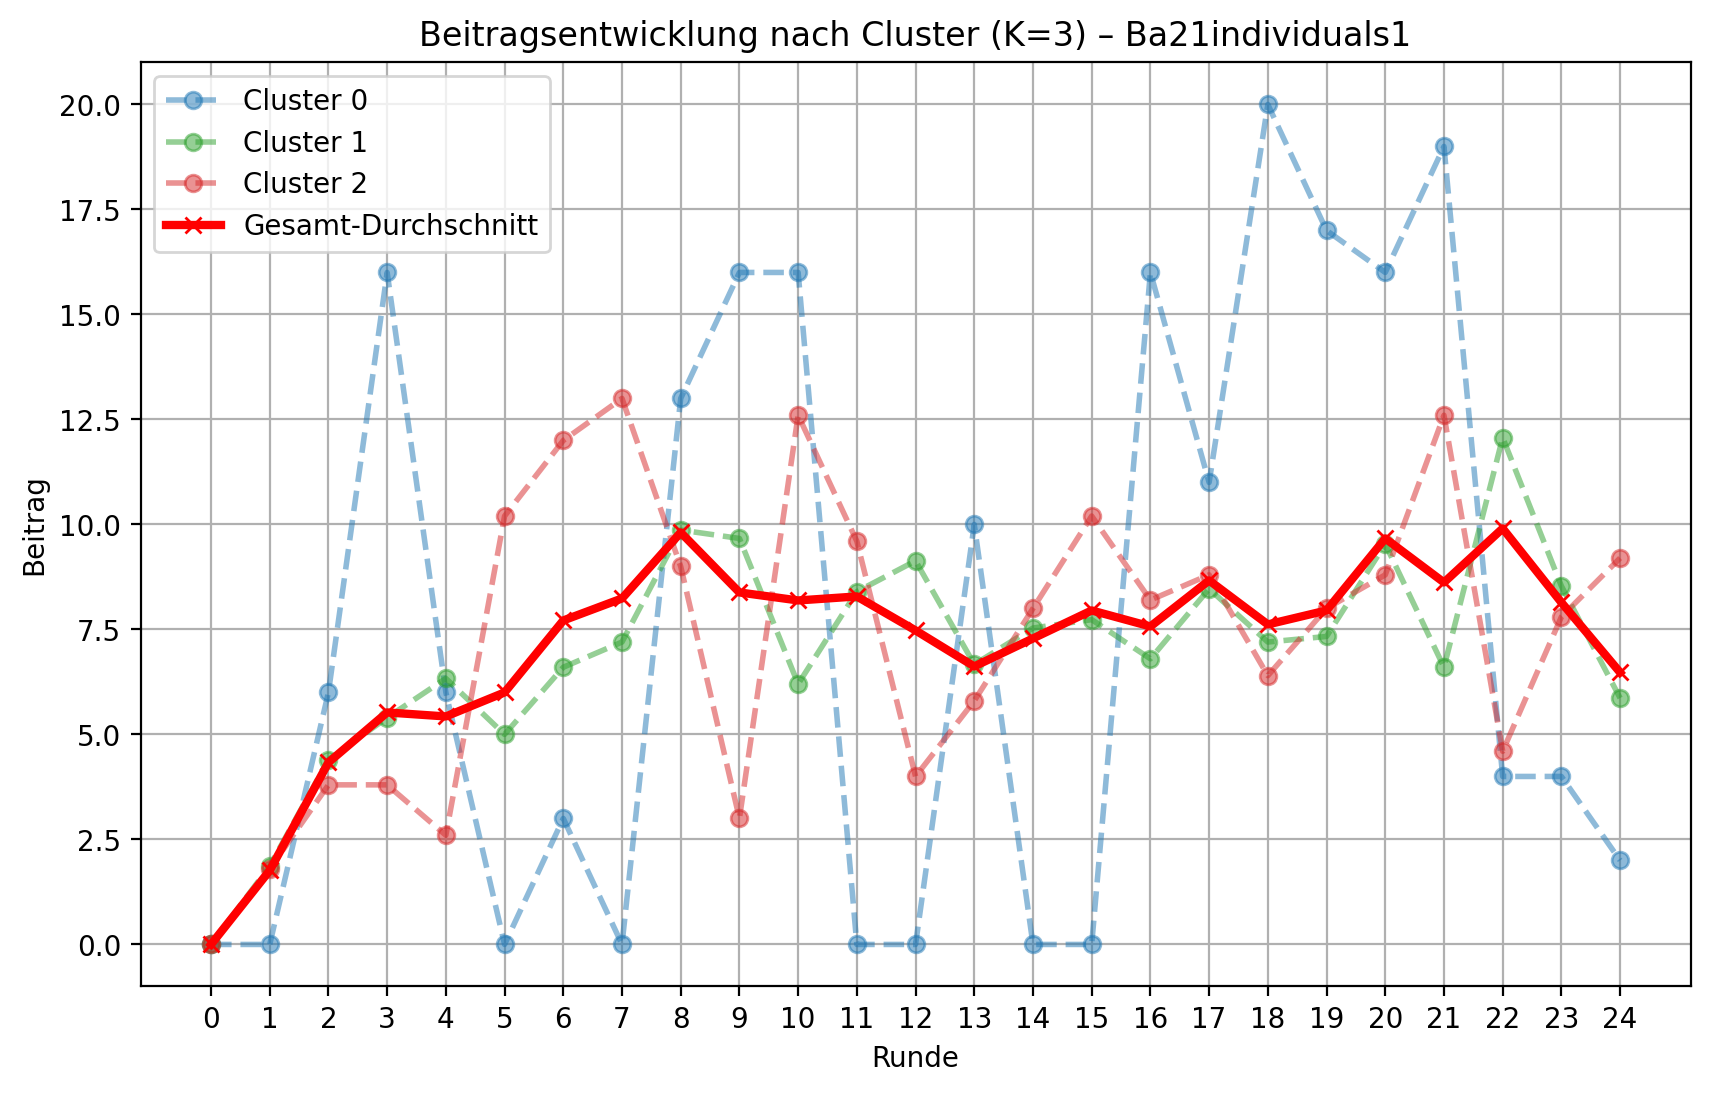 Beitragsentwicklung nach Cluster (K=3) – Ba21individuals1
Cluster 0
Cluster 1
Cluster 2
Gesamt-Durchschnitt
20.0
17.5
15.0
12.5
10.0
7.5
5.0
2.5
0.0
Beitrag
0 1 2 3 4 5 6 7 8 9 10 11 12 13 14 15 16 17 18 19 20 21 22 23 24
Runde